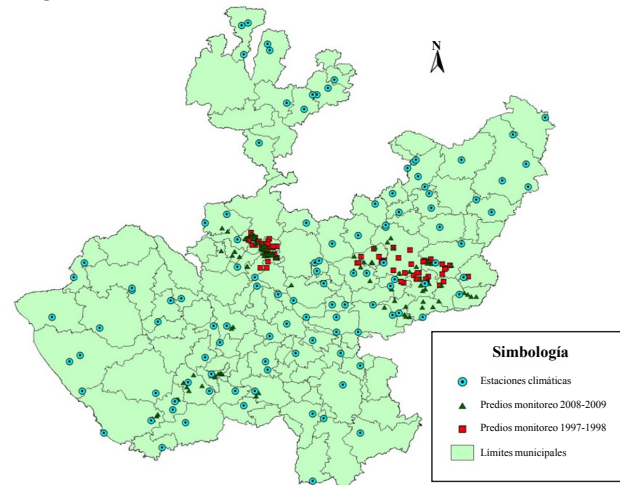 N
Simbología
Estaciones climáticas
Predios monitoreo 2008-2009
Predios monitoreo 1997-1998
Límites municipales